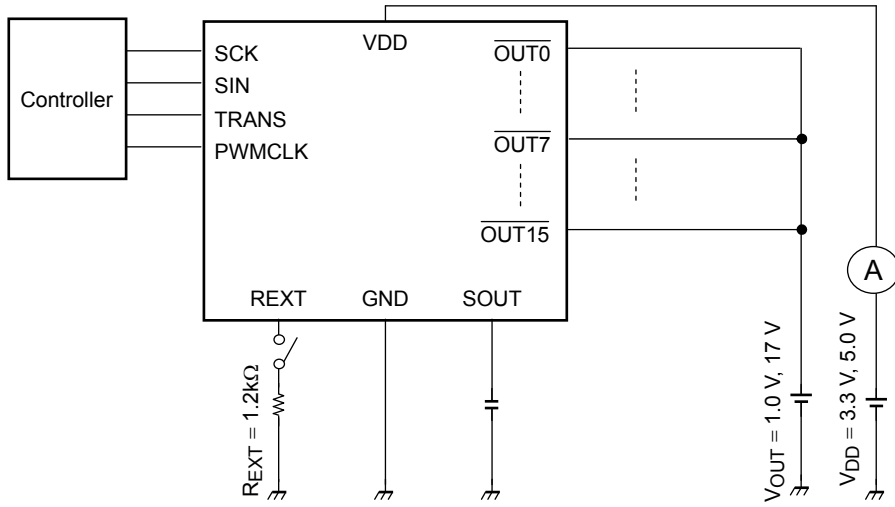 Controller
SCK
SIN
TRANS
PWMCLK
VDD
OUT0
OUT7
OUT15
REXT
GND
SOUT
A
REXT = 1.2kΩ
VOUT = 1.0 V, 17 V
VDD = 3.3 V, 5.0 V